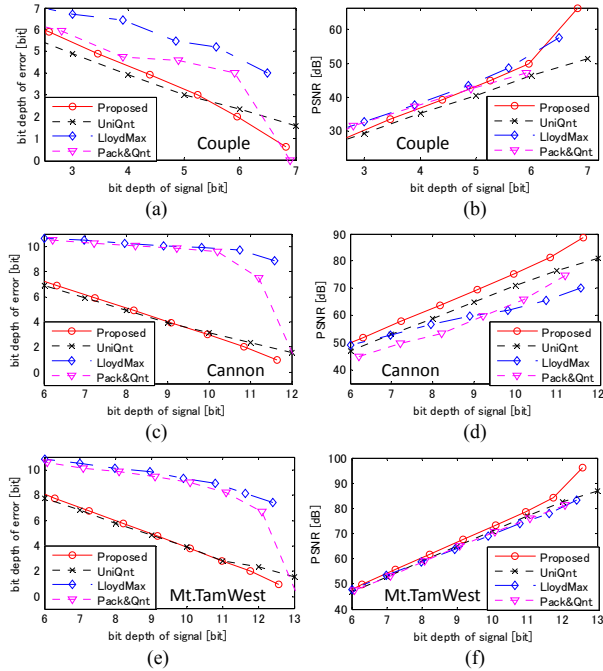 bit depth of error [bit]
7
6
5
4
3
2
1
0
Proposed
UniQnt
LloydMax
Pack&Qnt
Couple
3
4
5
6
7
bit depth of signal [bit]
(a)
PSNR [dB]
60
50
40
30
Proposed
UniQnt
LloydMax
Pack&Qnt
Couple
3
4
5
6
7
bit depth of signal [bit]
(b)
bit depth of error [bit]
10
8
6
4
2
0
Proposed
UniQnt
LloydMax
Pack&Qnt
Cannon
6
7
8
9
10
11
12
bit depth of signal [bit]
(c)
PSNR [dB]
90
80
70
60
50
40
Proposed
UniQnt
LloydMax
Pack&Qnt
Cannon
6
7
8
9
10
11
12
bit depth of signal [bit]
(d)
bit depth of error [bit]
10
8
6
4
2
0
Proposed
UniQnt
LloydMax
Pack&Qnt
Mt.TamWest
6
7
8
9
10
11
12
13
bit depth of signal [bit]
(e)
PSNR [dB]
100
90
80
70
60
50
40
Proposed
UniQnt
LloydMax
Pack&Qnt
Mt.TamWest
6
7
8
9
10
11
12
13
bit depth of signal [bit]
(f)